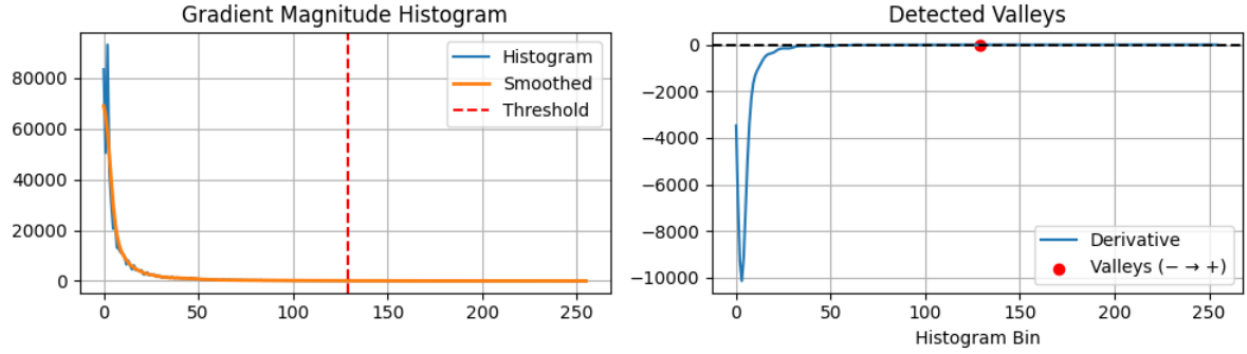 Gradient Magnitude Histogram
80000
60000
40000
20000
0
0 50 100 150 200 250
Histogram
Smoothed
Threshold
Detected Valleys
0
−2000
−4000
−6000
−8000
−10000
0 50 100 150 200 250
Derivative
Valleys (− → +)
Histogram Bin